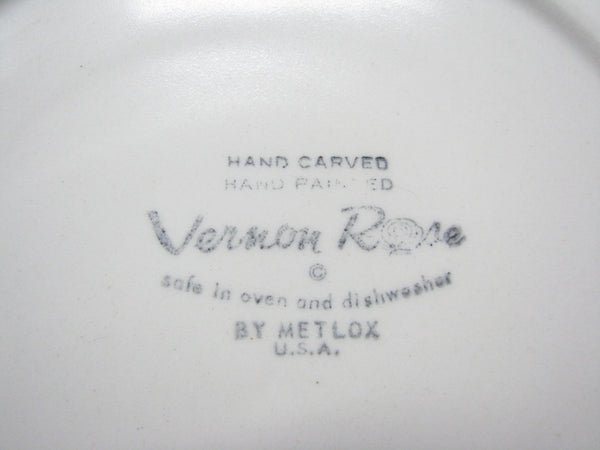 HAND CARVED
HAND PAINTED
Vernon Rose
©
safe in oven and dishwasher
BY METLOX
U.S.A.